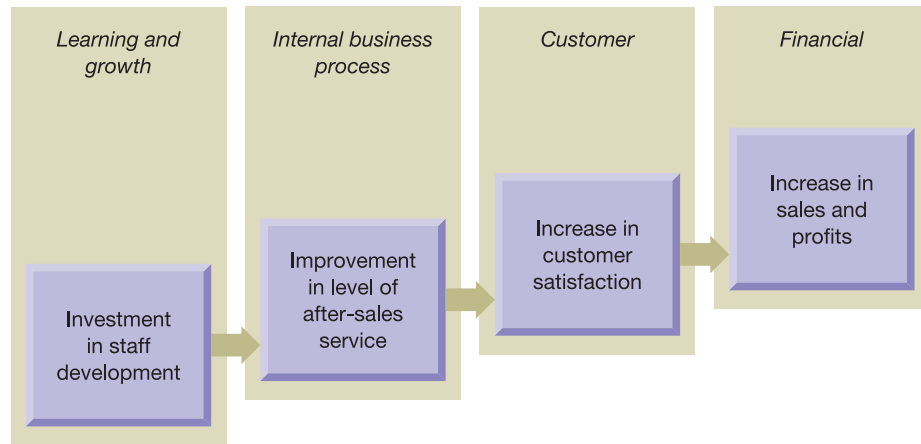 Learning and
growth
Internal business
process
Customer
Financial
Investment
in staff
development
Improvement
in level of
after-sales
service
Increase in
customer
satisfaction
Increase in
sales and
profits